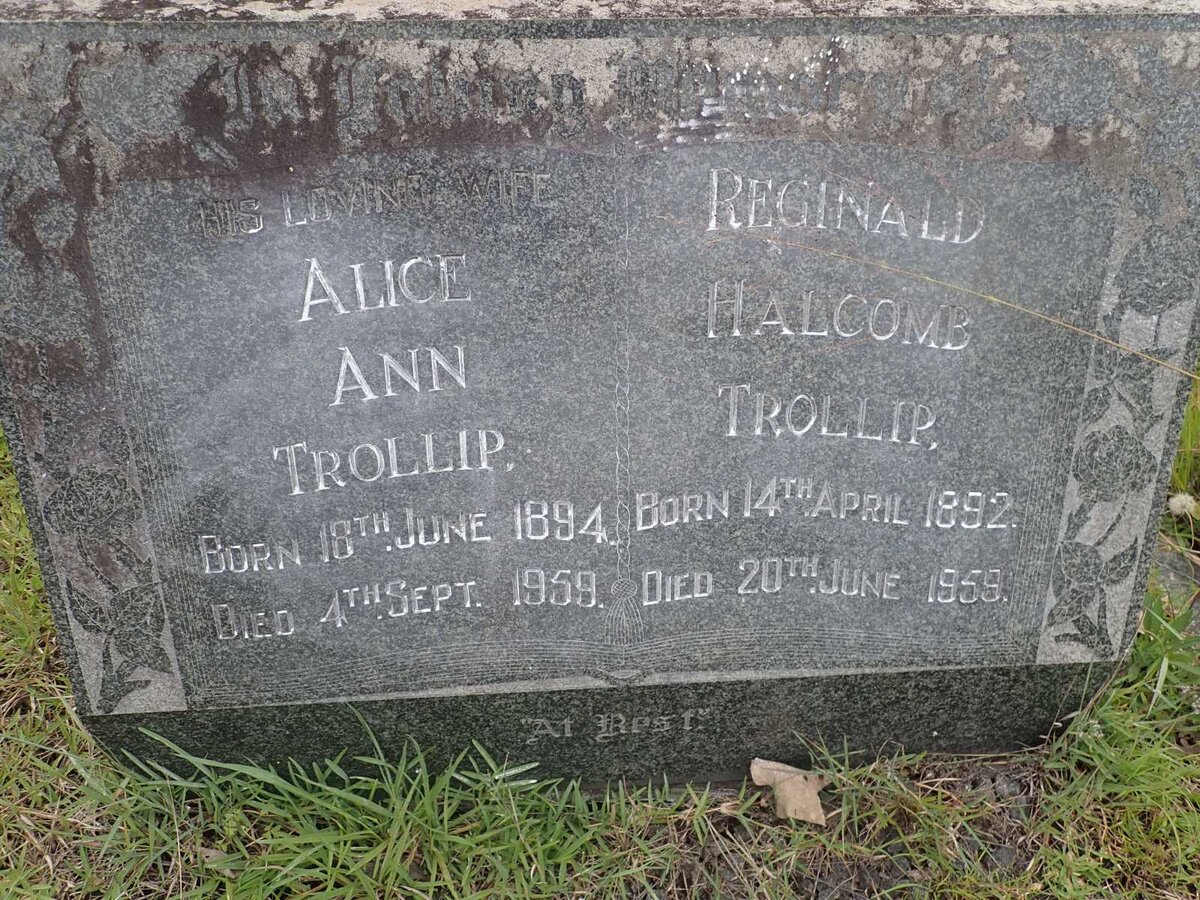 In Loving Memory of
HIS LOVING WIFE
ALICE
ANN
TROLLIP,
BORN 18TH. JUNE 1894.
DIED 4TH. SEPT. 1959.
REGINALD
HALCOMB
TROLLIP,
BORN 14TH. APRIL 1892.
DIED 20TH. JUNE 1959.
"At Rest"